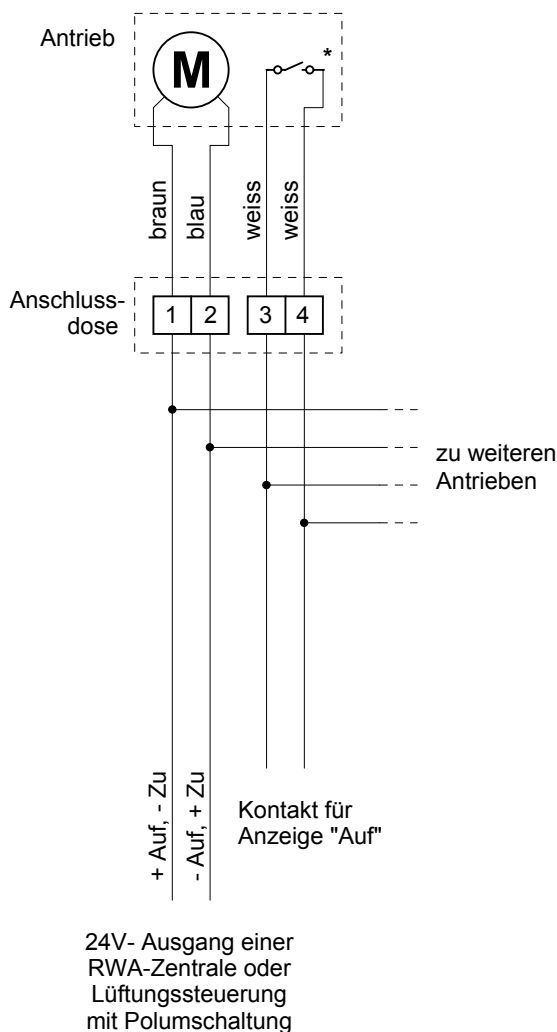 Antrieb
M
*
braun
blau
weiss
weiss
Anschluss-
dose
1
2
3
4
zu weiteren
Antrieben
+ Auf, - Zu
- Auf, + Zu
Kontakt für
Anzeige "Auf"
24V- Ausgang einer
RWA-Zentrale oder
Lüftungssteuerung
mit Polumschaltung